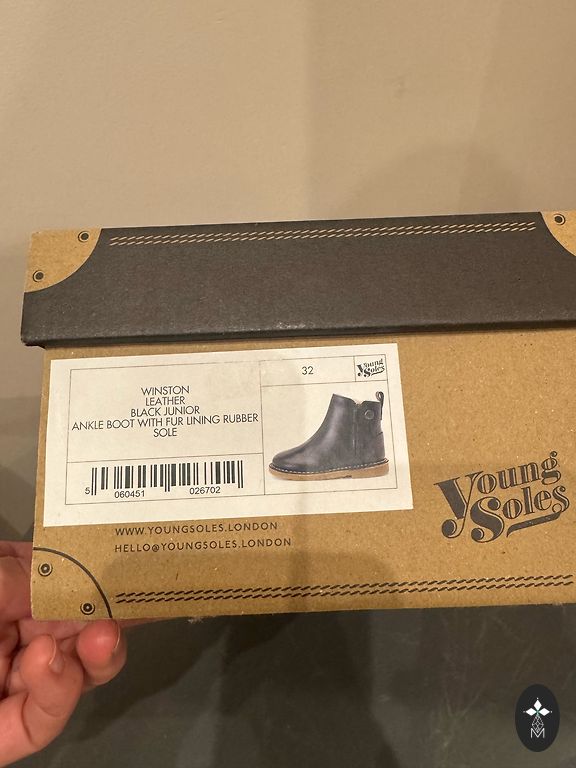 WINSTON
LEATHER
BLACK JUNIOR
ANKLE BOOT WITH FUR LINING RUBBER
SOLE
32
Young
Soles
5 060451 026702
Young
Soles
WWW.YOUNGSOLES.LONDON
HELLO@YOUNGSOLES.LONDON
M